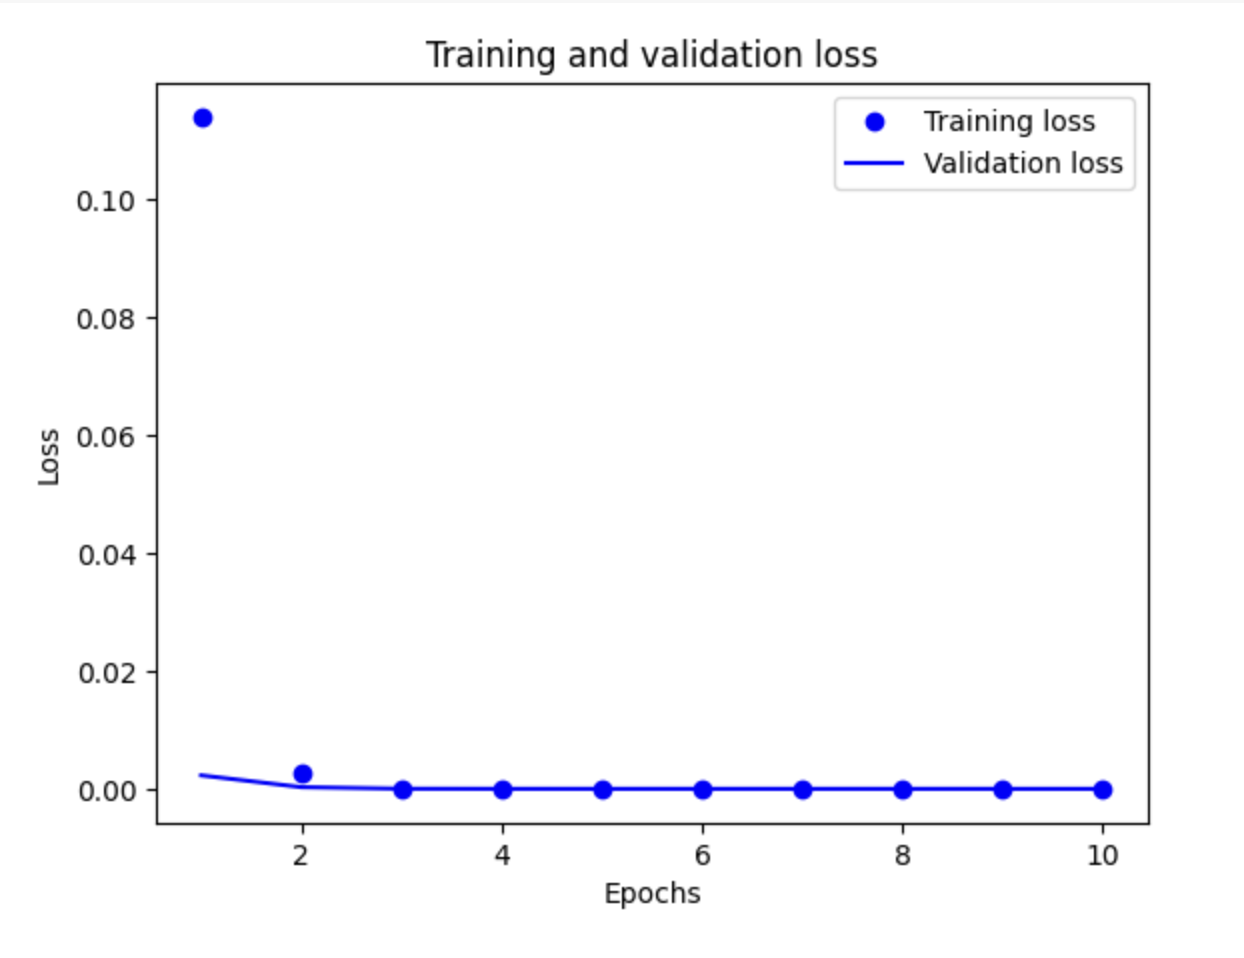 Training and validation loss
Training loss
Validation loss
0.10
0.08
0.06
0.04
0.02
0.00
Loss
2 4 6 8 10
Epochs